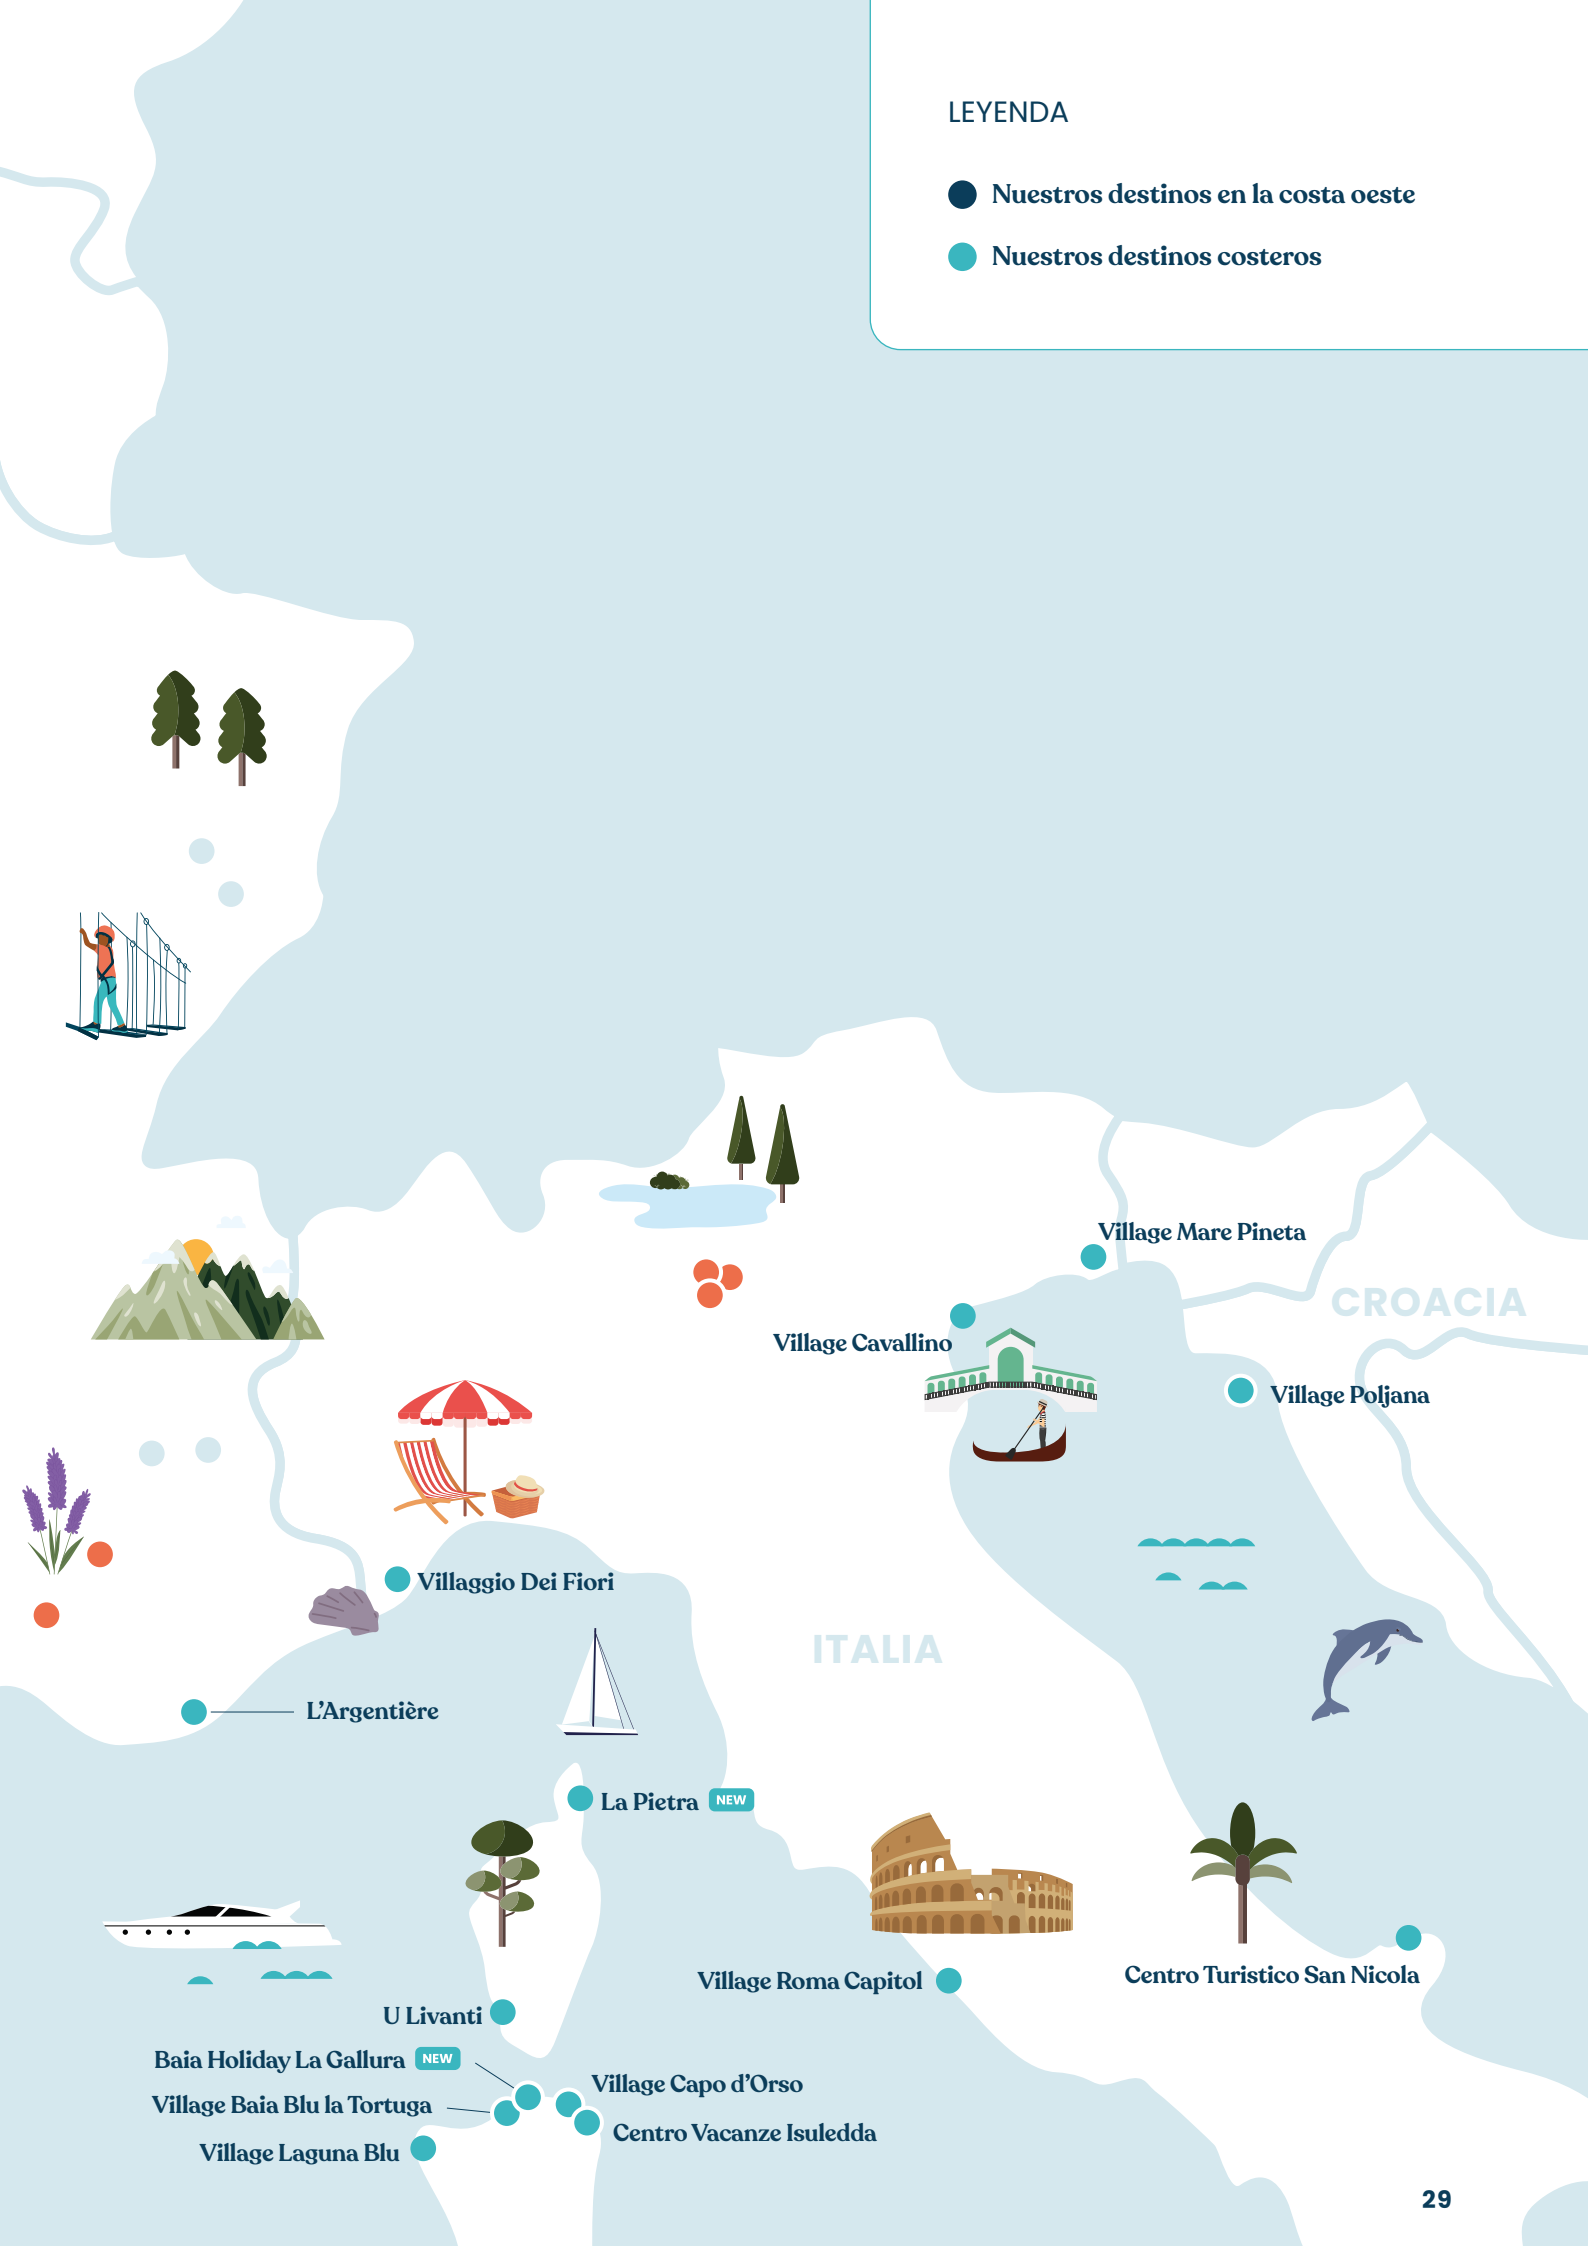 LEYENDA
Nuestros destinos en la costa oeste
Nuestros destinos costeros
Village Mare Pineta
CROACIA
Village Cavallino
Village Poljana
Villaggio Dei Fiori
ITALIA
L'Argentière
La Pietra NEW
Village Roma Capitol
Centro Turistico San Nicola
U Livanti
Baia Holiday La Gallura NEW
Village Capo d'Orso
Village Baia Blu la Tortuga
Centro Vacanze Isuledda
Village Laguna Blu
29